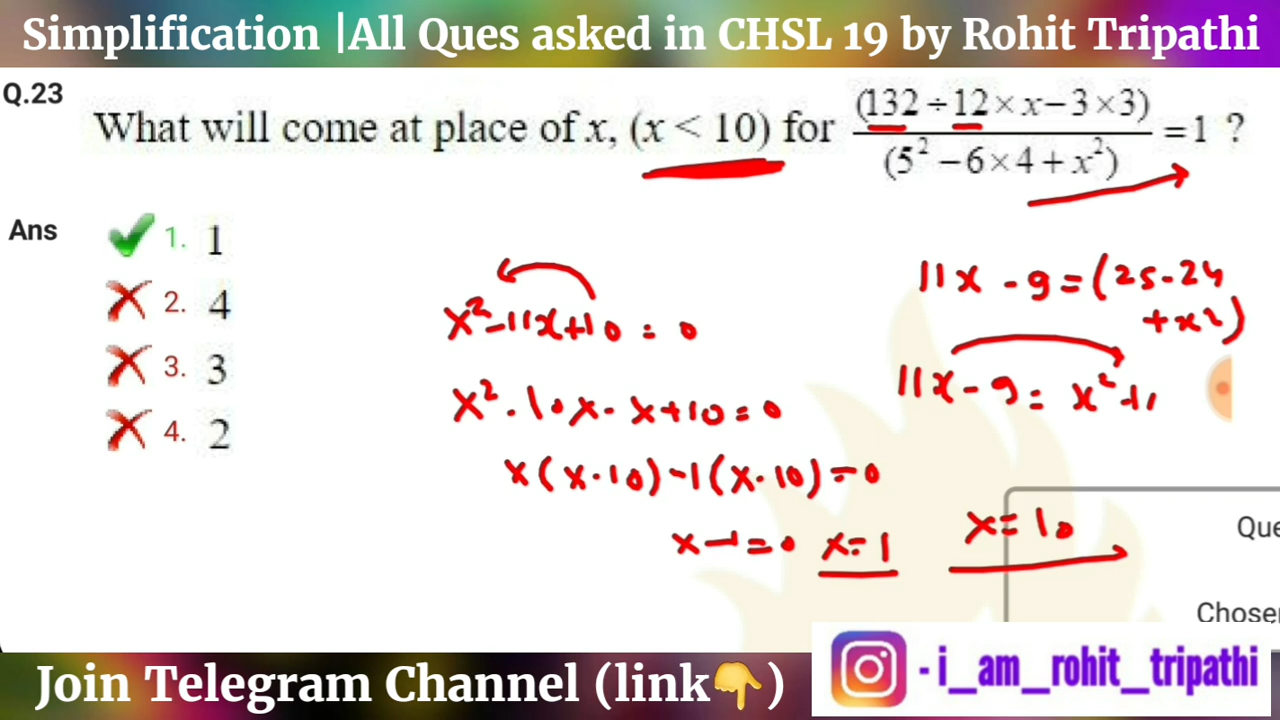 Simplification |All Ques asked in CHSL 19 by Rohit Tripathi
Q.23
What will come at place of x, (x < 10) for (132 ÷ 12 × x − 3 × 3) / (5² − 6 × 4 + x²) = 1 ?
Ans
1. 1
2. 4
3. 3
4. 2
11x - 9 = (25-24
+x²)
x² - 11x + 10 = 0
11x - 9 = x² + 1
x² - 10x - x + 10 = 0
x(x-10) - 1(x-10) = 0
x - 1 = 0 x = 1
x = 10
Que
Chosen
Join Telegram Channel (link👇)
- i_am_rohit_tripathi